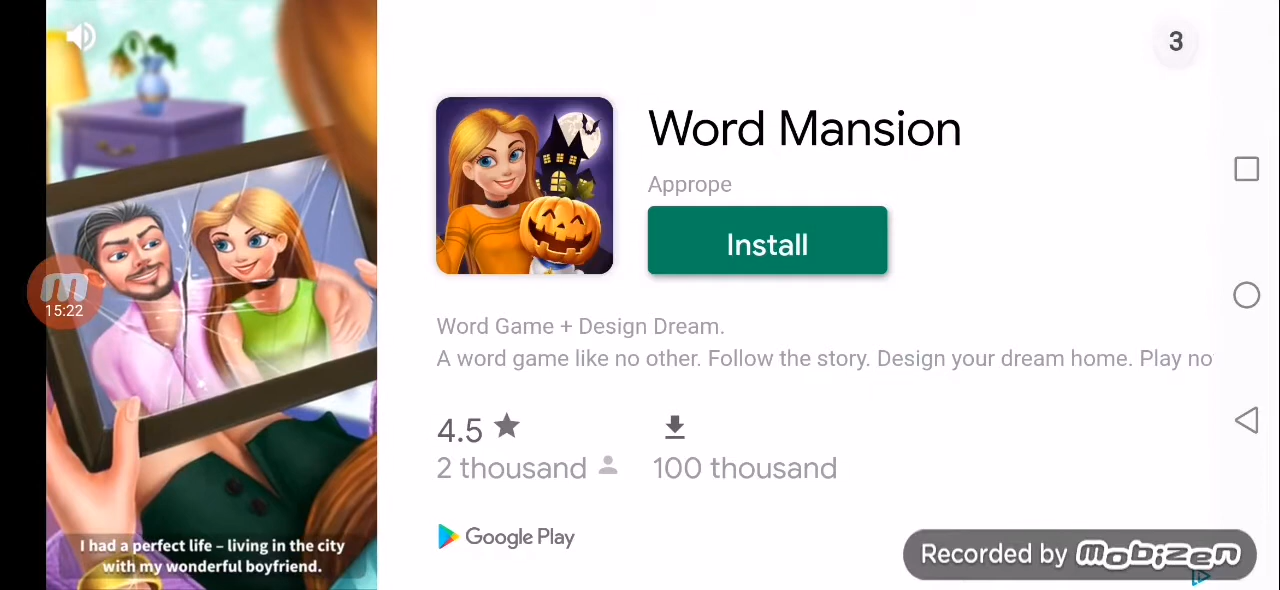 3
Word Mansion
Apprope
Install
15:22
Word Game + Design Dream.
A word game like no other. Follow the story. Design your dream home. Play no
4.5
2 thousand
100 thousand
Google Play
I had a perfect life – living in the city
with my wonderful boyfriend.
Recorded by mobizen